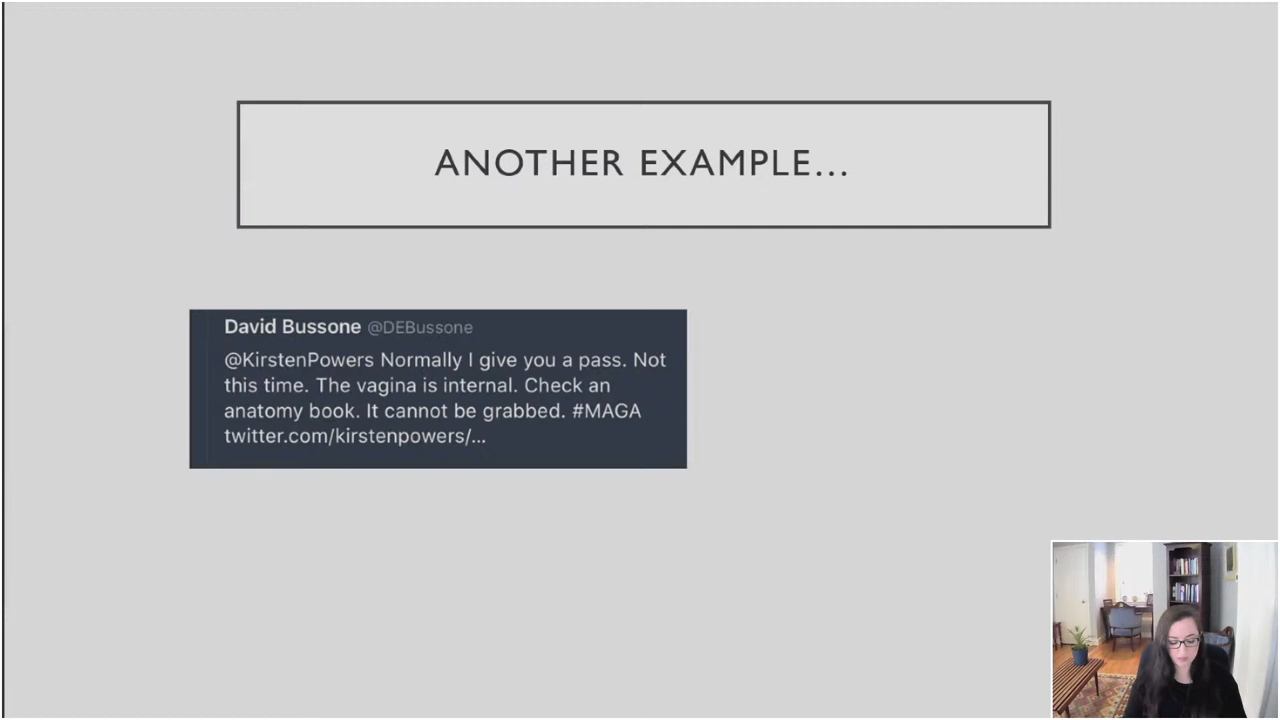 ANOTHER EXAMPLE...
David Bussone @DEBussone
@KirstenPowers Normally I give you a pass. Not
this time. The vagina is internal. Check an
anatomy book. It cannot be grabbed. #MAGA
twitter.com/kirstenpowers/...